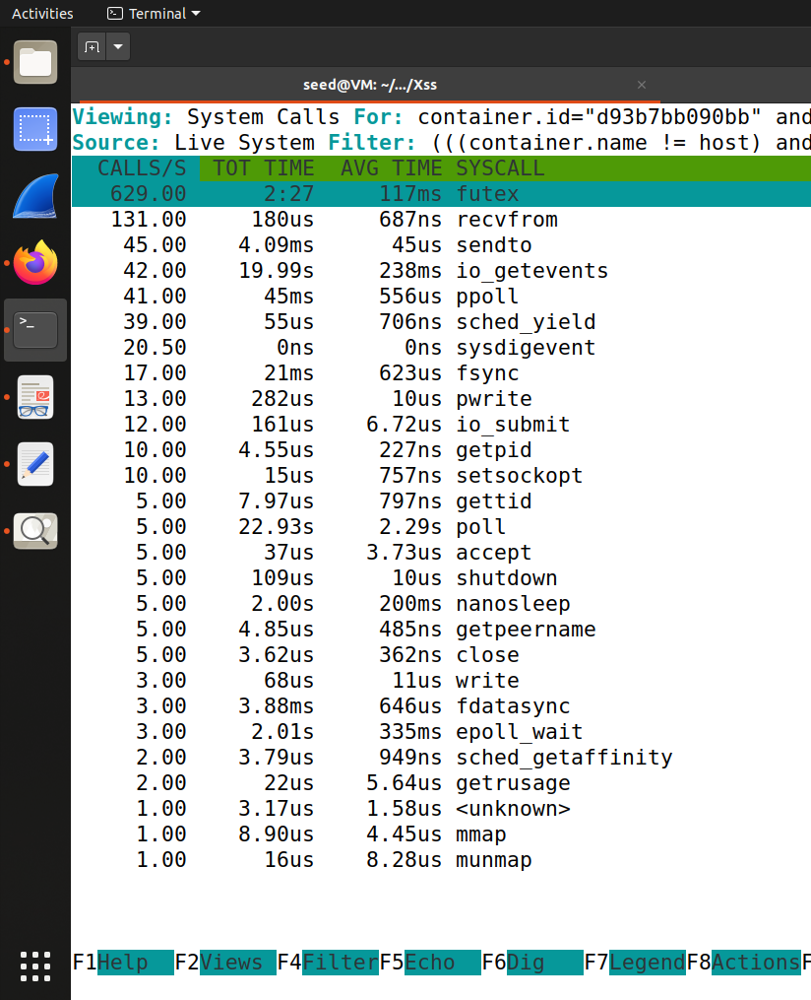 Activities Terminal
seed@VM: ~/.../Xss ×
Viewing: System Calls For: container.id="d93b7bb090bb" and
Source: Live System Filter: (((container.name != host) and
CALLS/S TOT TIME AVG TIME SYSCALL
629.00 2:27 117ms futex
131.00 180us 687ns recvfrom
45.00 4.09ms 45us sendto
42.00 19.99s 238ms io_getevents
41.00 45ms 556us ppoll
39.00 55us 706ns sched_yield
20.50 0ns 0ns sysdigevent
17.00 21ms 623us fsync
13.00 282us 10us pwrite
12.00 161us 6.72us io_submit
10.00 4.55us 227ns getpid
10.00 15us 757ns setsockopt
5.00 7.97us 797ns gettid
5.00 22.93s 2.29s poll
5.00 37us 3.73us accept
5.00 109us 10us shutdown
5.00 2.00s 200ms nanosleep
5.00 4.85us 485ns getpeername
5.00 3.62us 362ns close
3.00 68us 11us write
3.00 3.88ms 646us fdatasync
3.00 2.01s 335ms epoll_wait
2.00 3.79us 949ns sched_getaffinity
2.00 22us 5.64us getrusage
1.00 3.17us 1.58us <unknown>
1.00 8.90us 4.45us mmap
1.00 16us 8.28us munmap
F1Help F2Views F4FilterF5Echo F6Dig F7LegendF8ActionsF